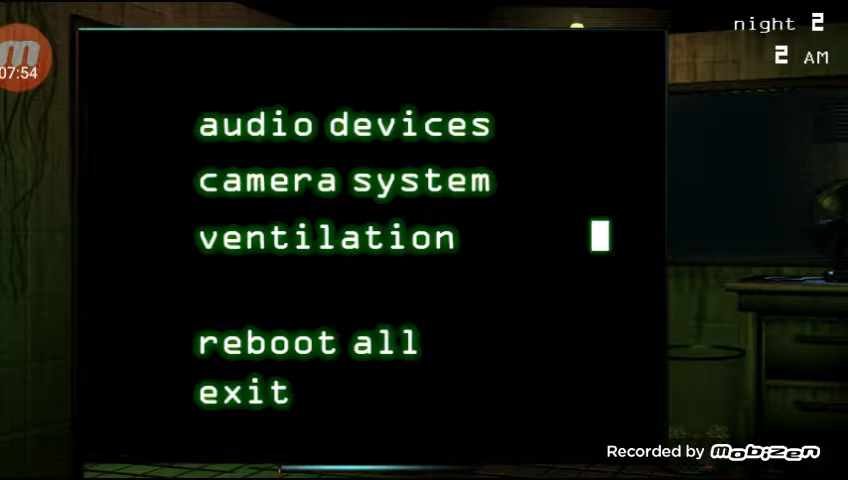 night 2
2 AM
07:54
audio devices
camera system
ventilation
reboot all
exit
Recorded by Mobizen